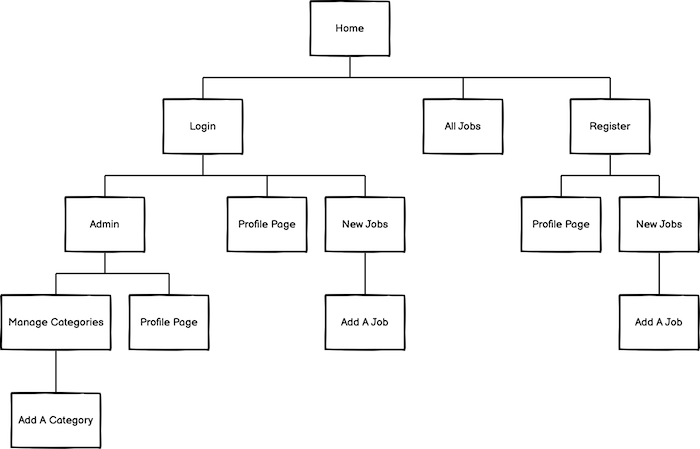 Home
Login
All Jobs
Register
Admin
Profile Page
New Jobs
Profile Page
New Jobs
Manage Categories
Profile Page
Add A Job
Add A Job
Add A Category